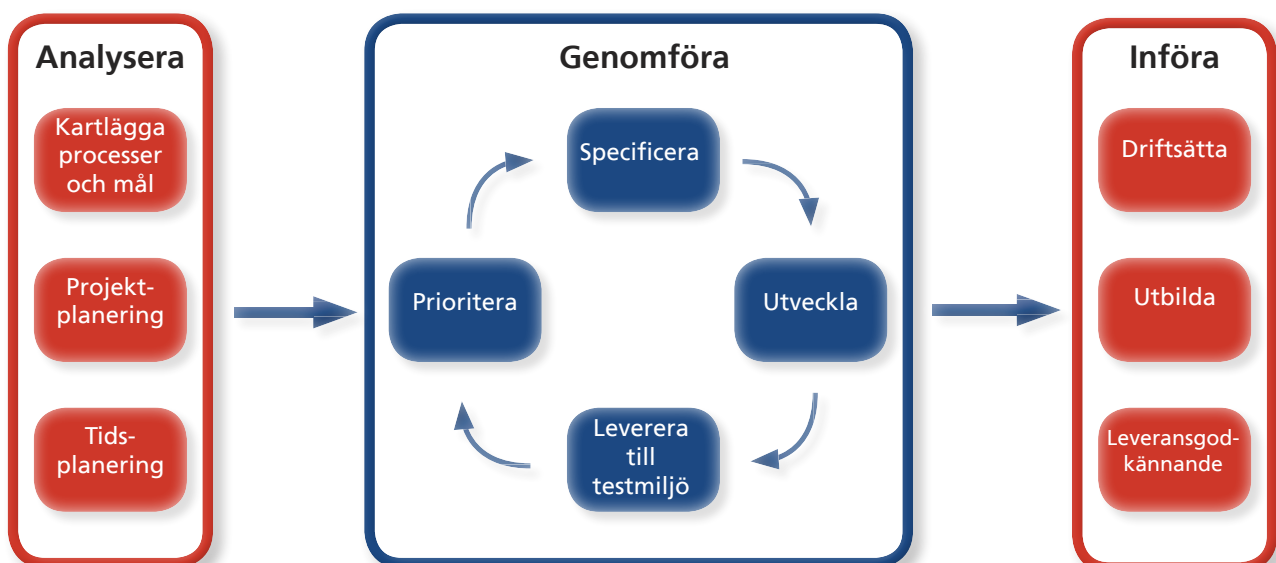 Analysera
Kartlägga
processer
och mål
Projekt-
planering
Tids-
planering
Genomföra
Specificera
Prioritera
Utveckla
Leverera
till
testmiljö
Införa
Driftsätta
Utbilda
Leveransgod-
kännande